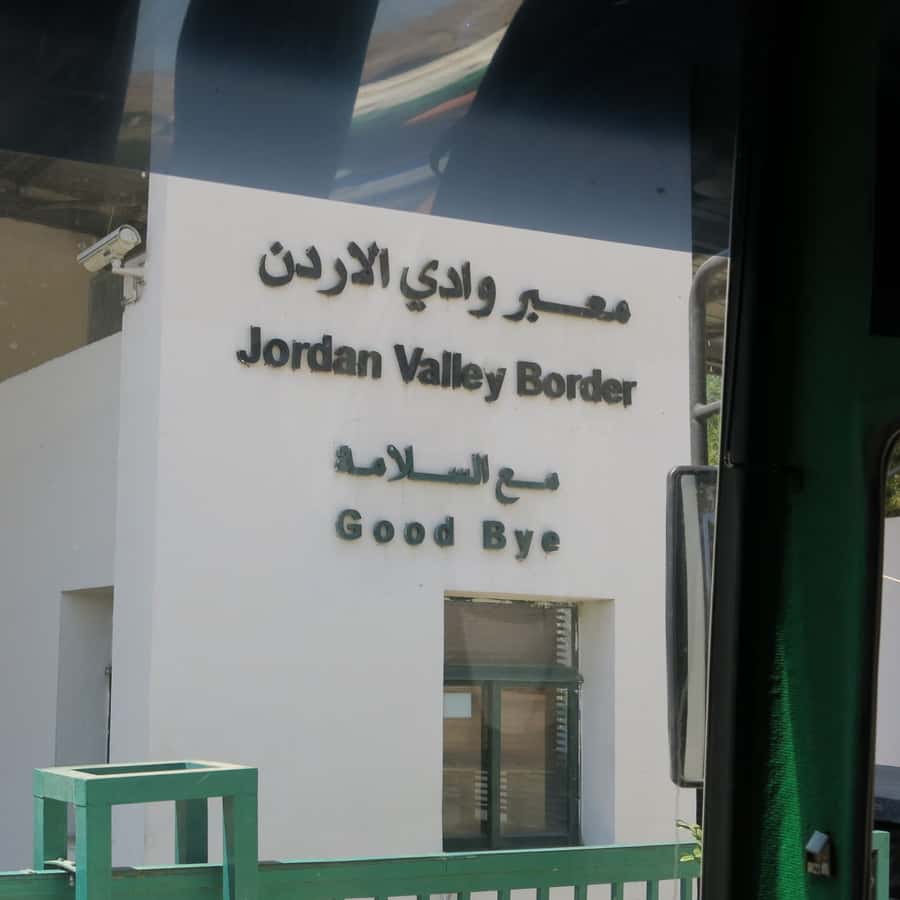 معبر وادي الاردن
Jordan Valley Border
مع السلامة
Good Bye